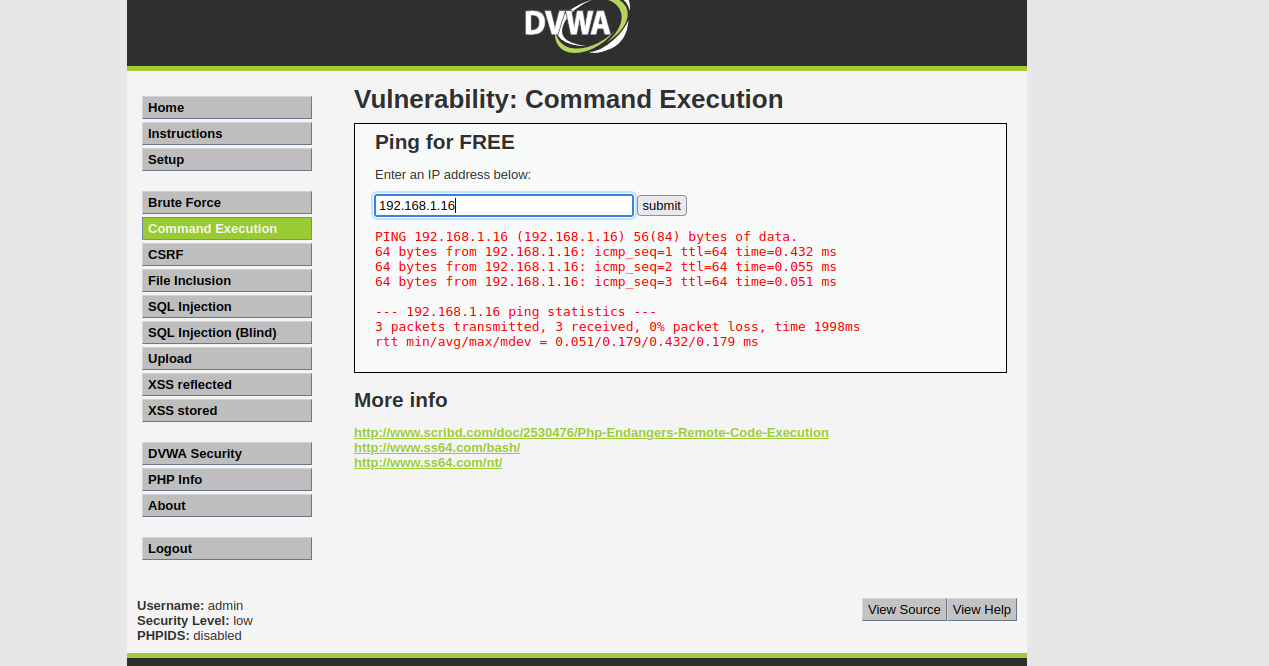 DVWA
Home
Instructions
Setup
Brute Force
Command Execution
CSRF
File Inclusion
SQL Injection
SQL Injection (Blind)
Upload
XSS reflected
XSS stored
DVWA Security
PHP Info
About
Logout
Vulnerability: Command Execution
Ping for FREE
Enter an IP address below:
192.168.1.16 submit
PING 192.168.1.16 (192.168.1.16) 56(84) bytes of data.
64 bytes from 192.168.1.16: icmp_seq=1 ttl=64 time=0.432 ms
64 bytes from 192.168.1.16: icmp_seq=2 ttl=64 time=0.055 ms
64 bytes from 192.168.1.16: icmp_seq=3 ttl=64 time=0.051 ms
--- 192.168.1.16 ping statistics ---
3 packets transmitted, 3 received, 0% packet loss, time 1998ms
rtt min/avg/max/mdev = 0.051/0.179/0.432/0.179 ms
More info
http://www.scribd.com/doc/2530476/Php-Endangers-Remote-Code-Execution
http://www.ss64.com/bash/
http://www.ss64.com/nt/
Username: admin
Security Level: low
PHPIDS: disabled
View Source View Help